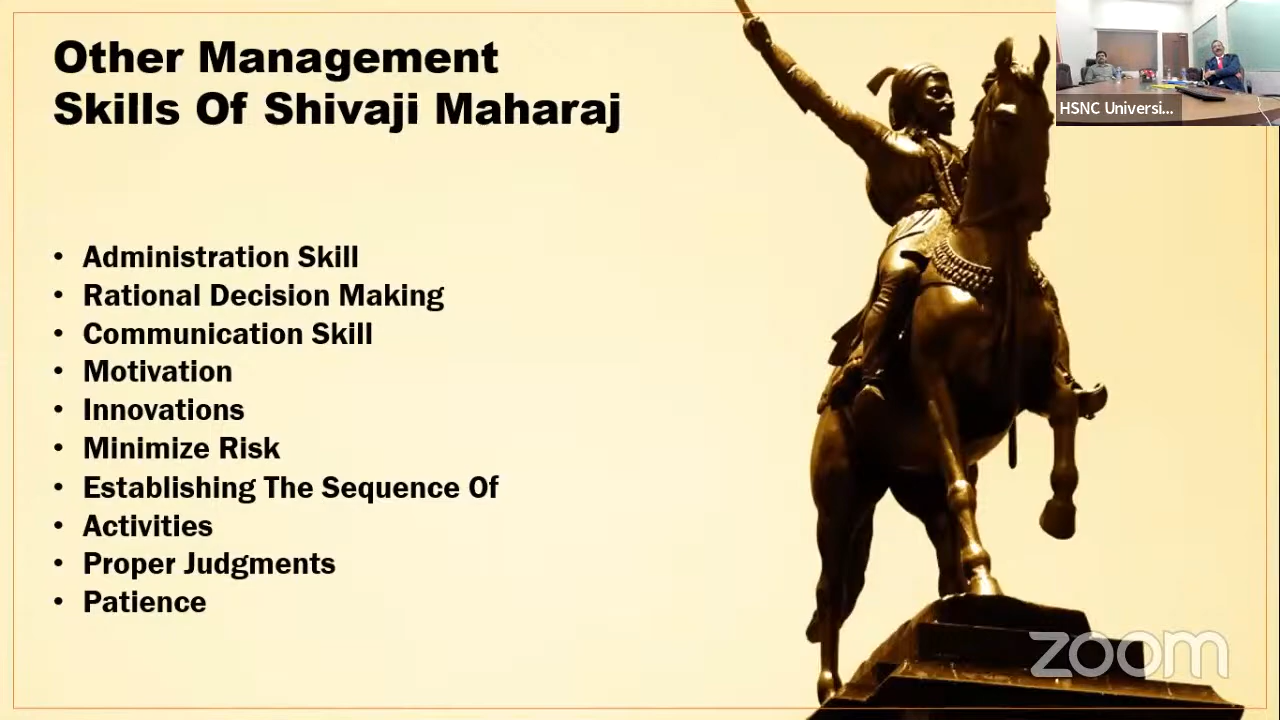 Other Management
Skills Of Shivaji Maharaj
HSNC Universi...
• Administration Skill
• Rational Decision Making
• Communication Skill
• Motivation
• Innovations
• Minimize Risk
• Establishing The Sequence Of
• Activities
• Proper Judgments
• Patience
zoom